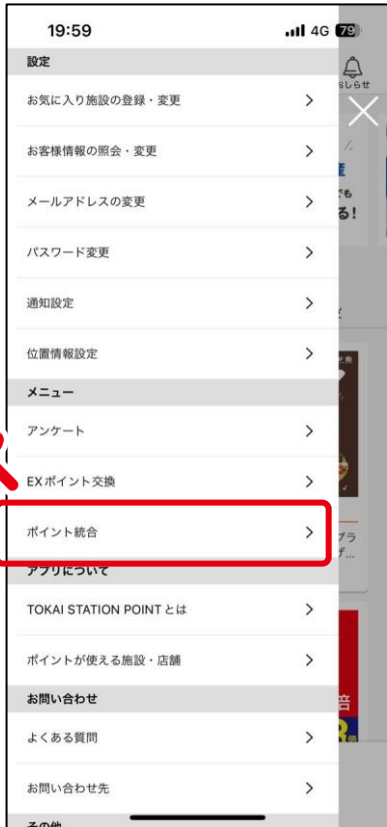 19:59
4G 79
設定
おしらせ
お気に入り施設の登録・変更
お客様情報の照会・変更
メールアドレスの変更
る!
パスワード変更
通知設定
位置情報設定
メニュー
アンケート
EXポイント交換
ポイント統合
アプリについて
TOKAI STATION POINT とは
ポイントが使える施設・店舗
お問い合わせ
よくある質問
お問い合わせ先
その他